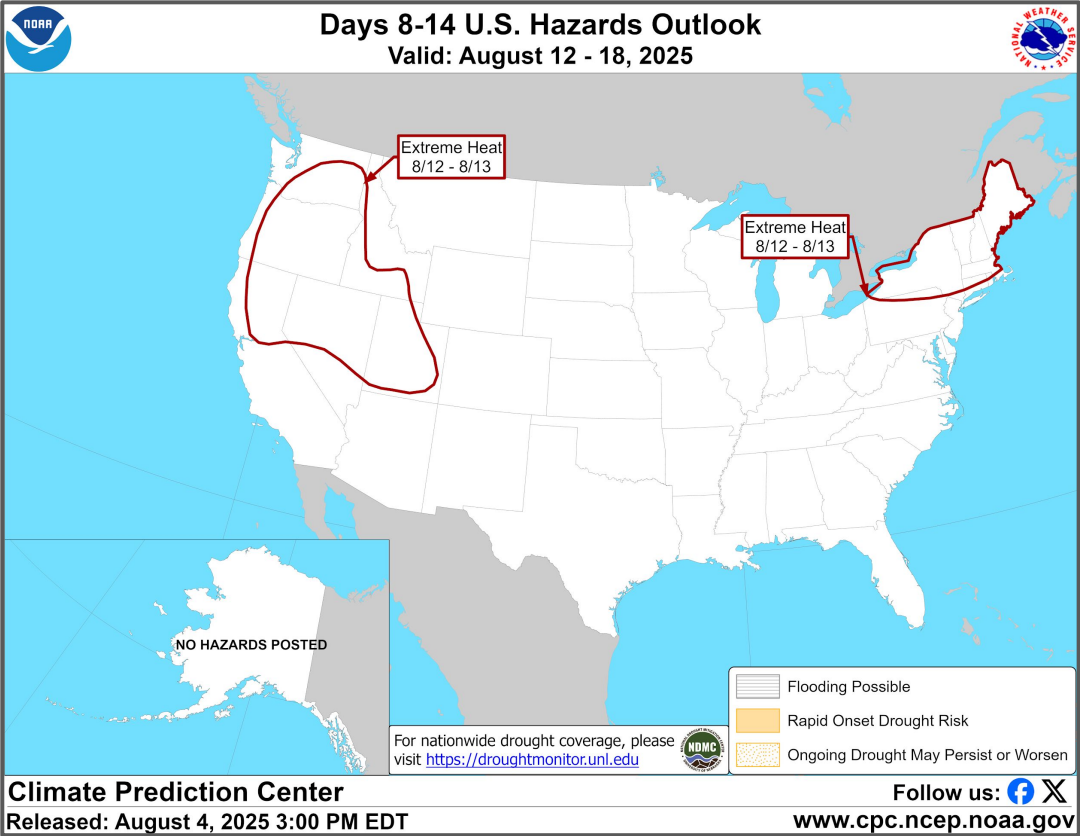 NOAA
Days 8-14 U.S. Hazards Outlook
Valid: August 12 - 18, 2025
NATIONAL WEATHER SERVICE
Extreme Heat
8/12 - 8/13
Extreme Heat
8/12 - 8/13
NO HAZARDS POSTED
Flooding Possible
Rapid Onset Drought Risk
Ongoing Drought May Persist or Worsen
For nationwide drought coverage, please
visit https://droughtmonitor.unl.edu
NDMC
Climate Prediction Center
Follow us:
Released: August 4, 2025 3:00 PM EDT
www.cpc.ncep.noaa.gov